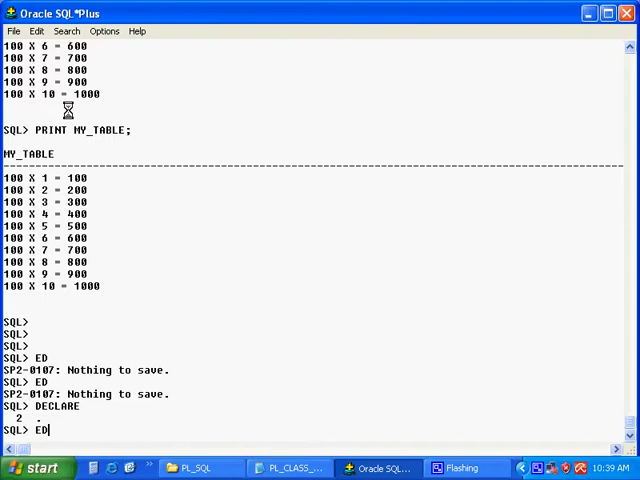 Oracle SQL*Plus
File Edit Search Options Help
100 X 6 = 600
100 X 7 = 700
100 X 8 = 800
100 X 9 = 900
100 X 10 = 1000
SQL> PRINT MY_TABLE;
MY_TABLE
--------------------------------------------------------------------------------
100 X 1 = 100
100 X 2 = 200
100 X 3 = 300
100 X 4 = 400
100 X 5 = 500
100 X 6 = 600
100 X 7 = 700
100 X 8 = 800
100 X 9 = 900
100 X 10 = 1000
SQL>
SQL>
SQL>
SQL> ED
SP2-0107: Nothing to save.
SQL> ED
SP2-0107: Nothing to save.
SQL> DECLARE
2 .
SQL> ED
start PL_SQL PL_CLASS_... Oracle SQL... Flashing 10:39 AM